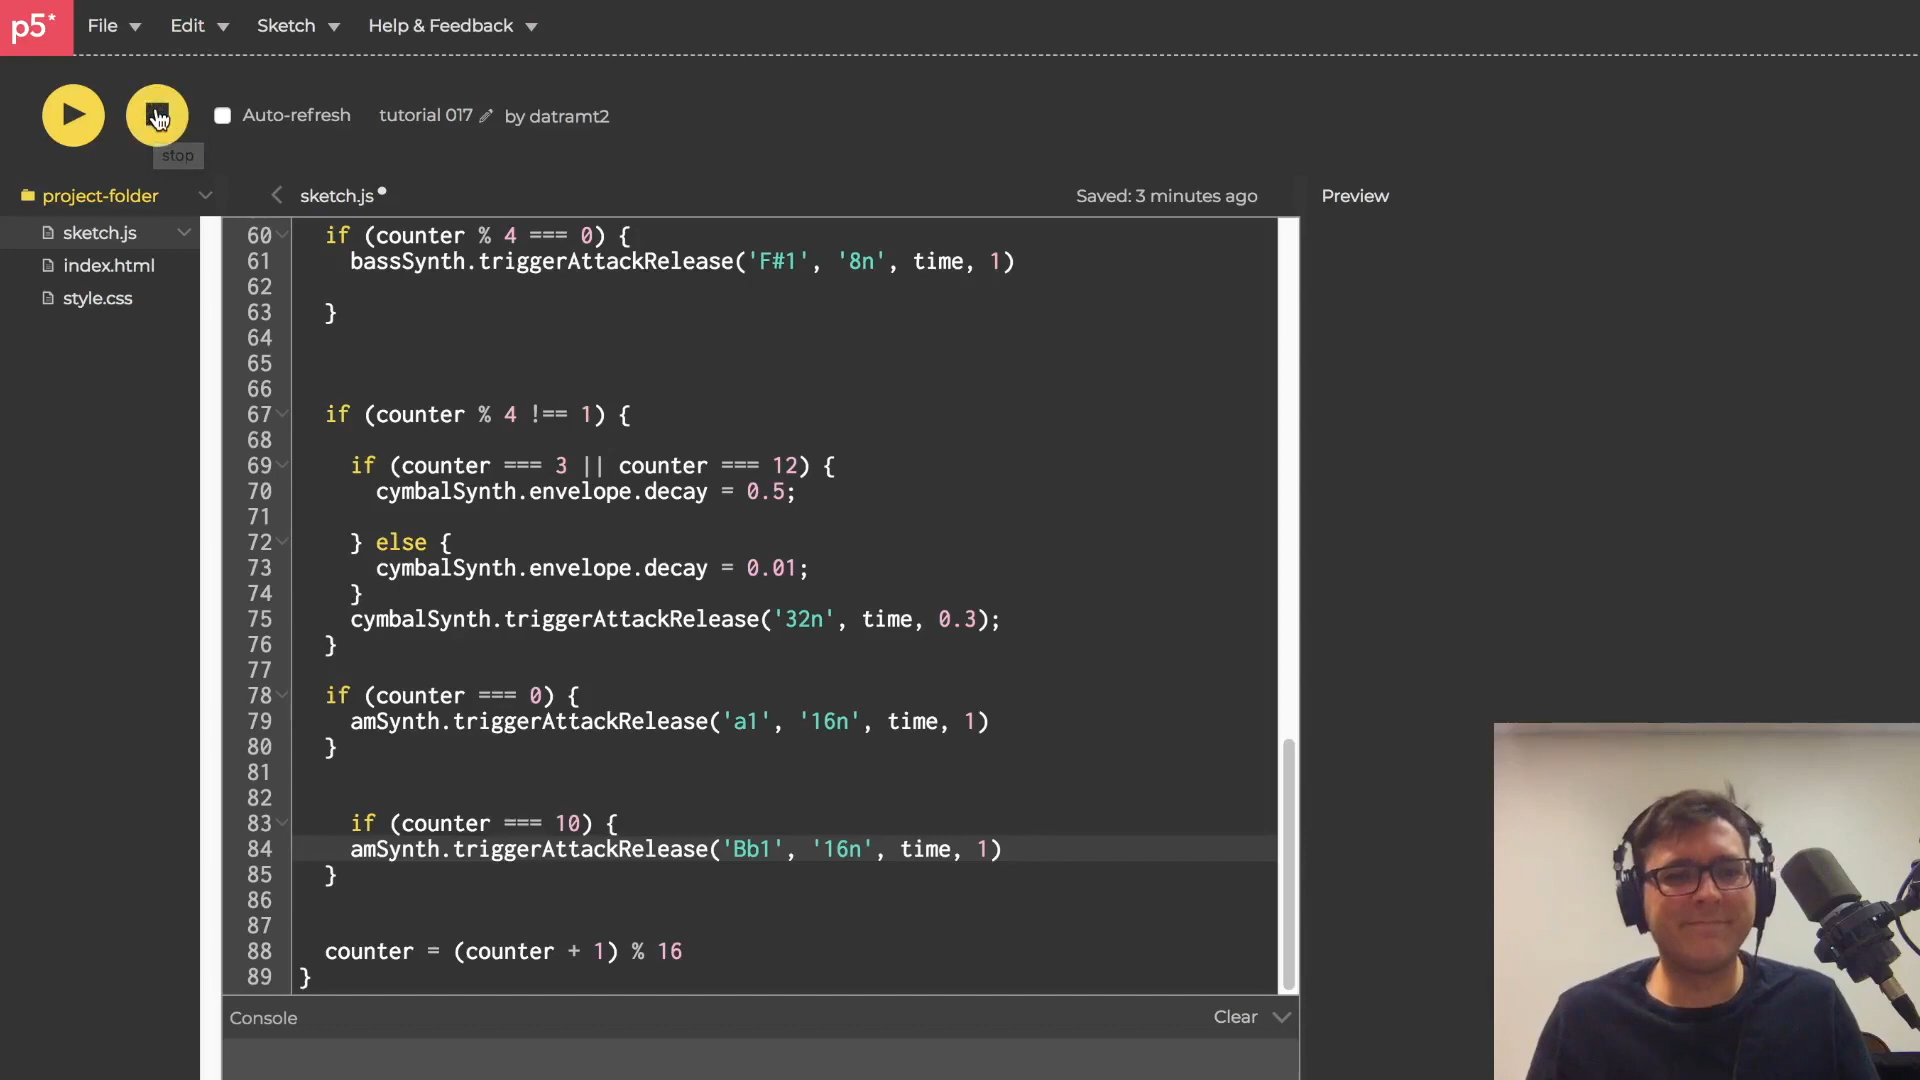 p5*
File Edit Sketch Help & Feedback
Auto-refresh tutorial 017 by datramt2
stop
project-folder
sketch.js
index.html
style.css
sketch.js
Saved: 3 minutes ago
Preview
60 if (counter % 4 === 0) {
61 bassSynth.triggerAttackRelease('F#1', '8n', time, 1)
62
63 }
64
65
66
67 if (counter % 4 !== 1) {
68
69 if (counter === 3 || counter === 12) {
70 cymbalSynth.envelope.decay = 0.5;
71
72 } else {
73 cymbalSynth.envelope.decay = 0.01;
74 }
75 cymbalSynth.triggerAttackRelease('32n', time, 0.3);
76 }
77
78 if (counter === 0) {
79 amSynth.triggerAttackRelease('a1', '16n', time, 1)
80 }
81
82
83 if (counter === 10) {
84 amSynth.triggerAttackRelease('Bb1', '16n', time, 1)
85 }
86
87
88 counter = (counter + 1) % 16
89 }
Console
Clear